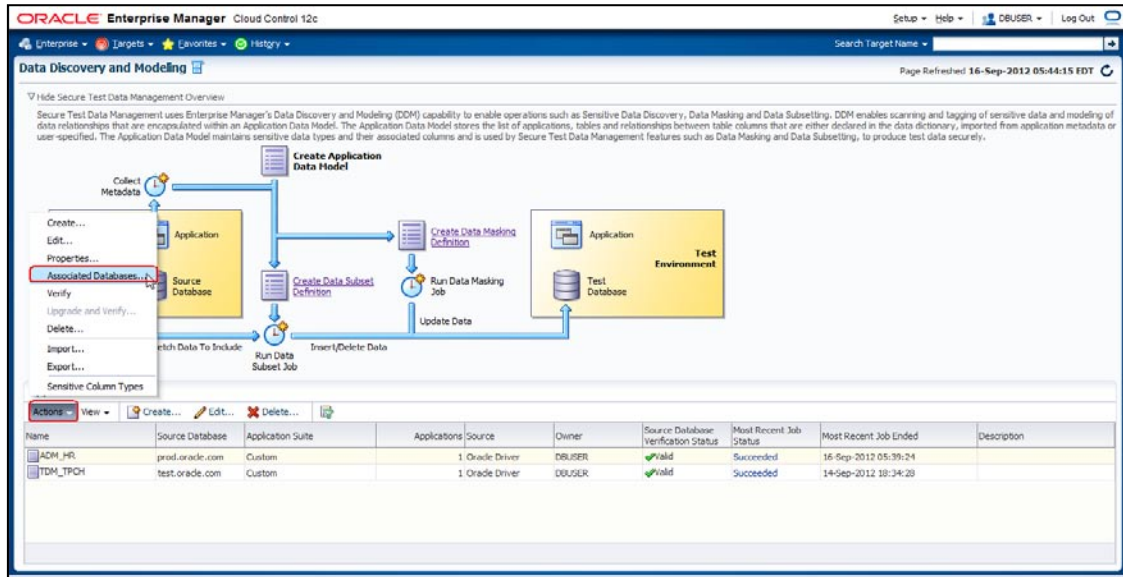 ORACLE Enterprise Manager Cloud Control 12c
Setup Help DBUSER Log Out
Enterprise Targets Favorites History
Search Target Name
Data Discovery and Modeling
Page Refreshed 16-Sep-2012 05:44:15 EDT
Hide Secure Test Data Management Overview
Secure Test Data Management uses Enterprise Manager's Data Discovery and Modeling (DDM) capability to enable operations such as Sensitive Data Discovery, Data Masking and Data Subsetting. DDM enables scanning and tagging of sensitive data and modeling of
data relationships that are encapsulated within an Application Data Model. The Application Data Model stores the list of applications, tables and relationships between table columns that are either declared in the data dictionary, imported from application metadata or
user-specified. The Application Data Model maintains sensitive data types and their associated columns and is used by Secure Test Data Management features such as Data Masking and Data Subsetting, to produce test data securely.
Create Application
Data Model
Collect
Metadata
Create...
Edit...
Properties...
Associated Databases...
Verify
Upgrade and Verify...
Delete...
Import...
Export...
Sensitive Column Types
Application
Source
Database
Create Data Masking
Definition
Create Data Subset
Definition
Run Data Masking
Job
Application
Test
Environment
Test
Database
Update Data
etch Data To Include
Run Data
Subset Job
Insert/Delete Data
Actions View Create... Edit... Delete...
Name Source Database Application Suite Applications Source Owner Source Database Verification Status Most Recent Job Status Most Recent Job Ended Description
ADM_HR prod.oracle.com Custom 1 Oracle Driver DBUSER Valid Succeeded 16-Sep-2012 05:39:24
TDM_TPCH test.oracle.com Custom 1 Oracle Driver DBUSER Valid Succeeded 14-Sep-2012 18:34:28